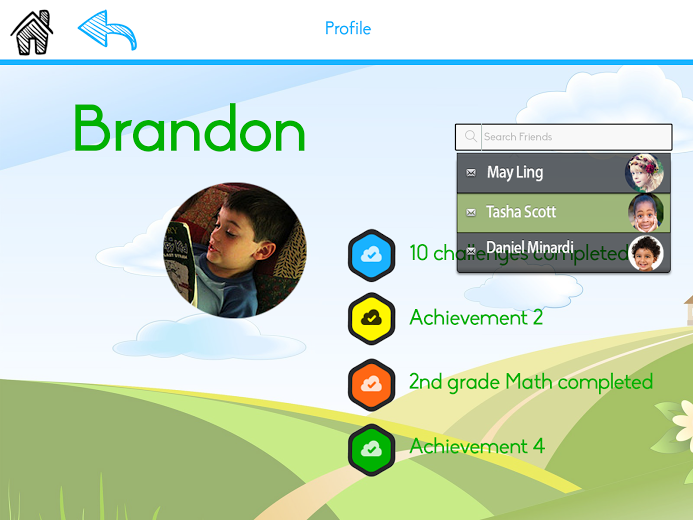 Profile
Brandon
Search Friends
May Ling
Tasha Scott
Daniel Minardi
10 challenges completed
Achievement 2
2nd grade Math completed
Achievement 4